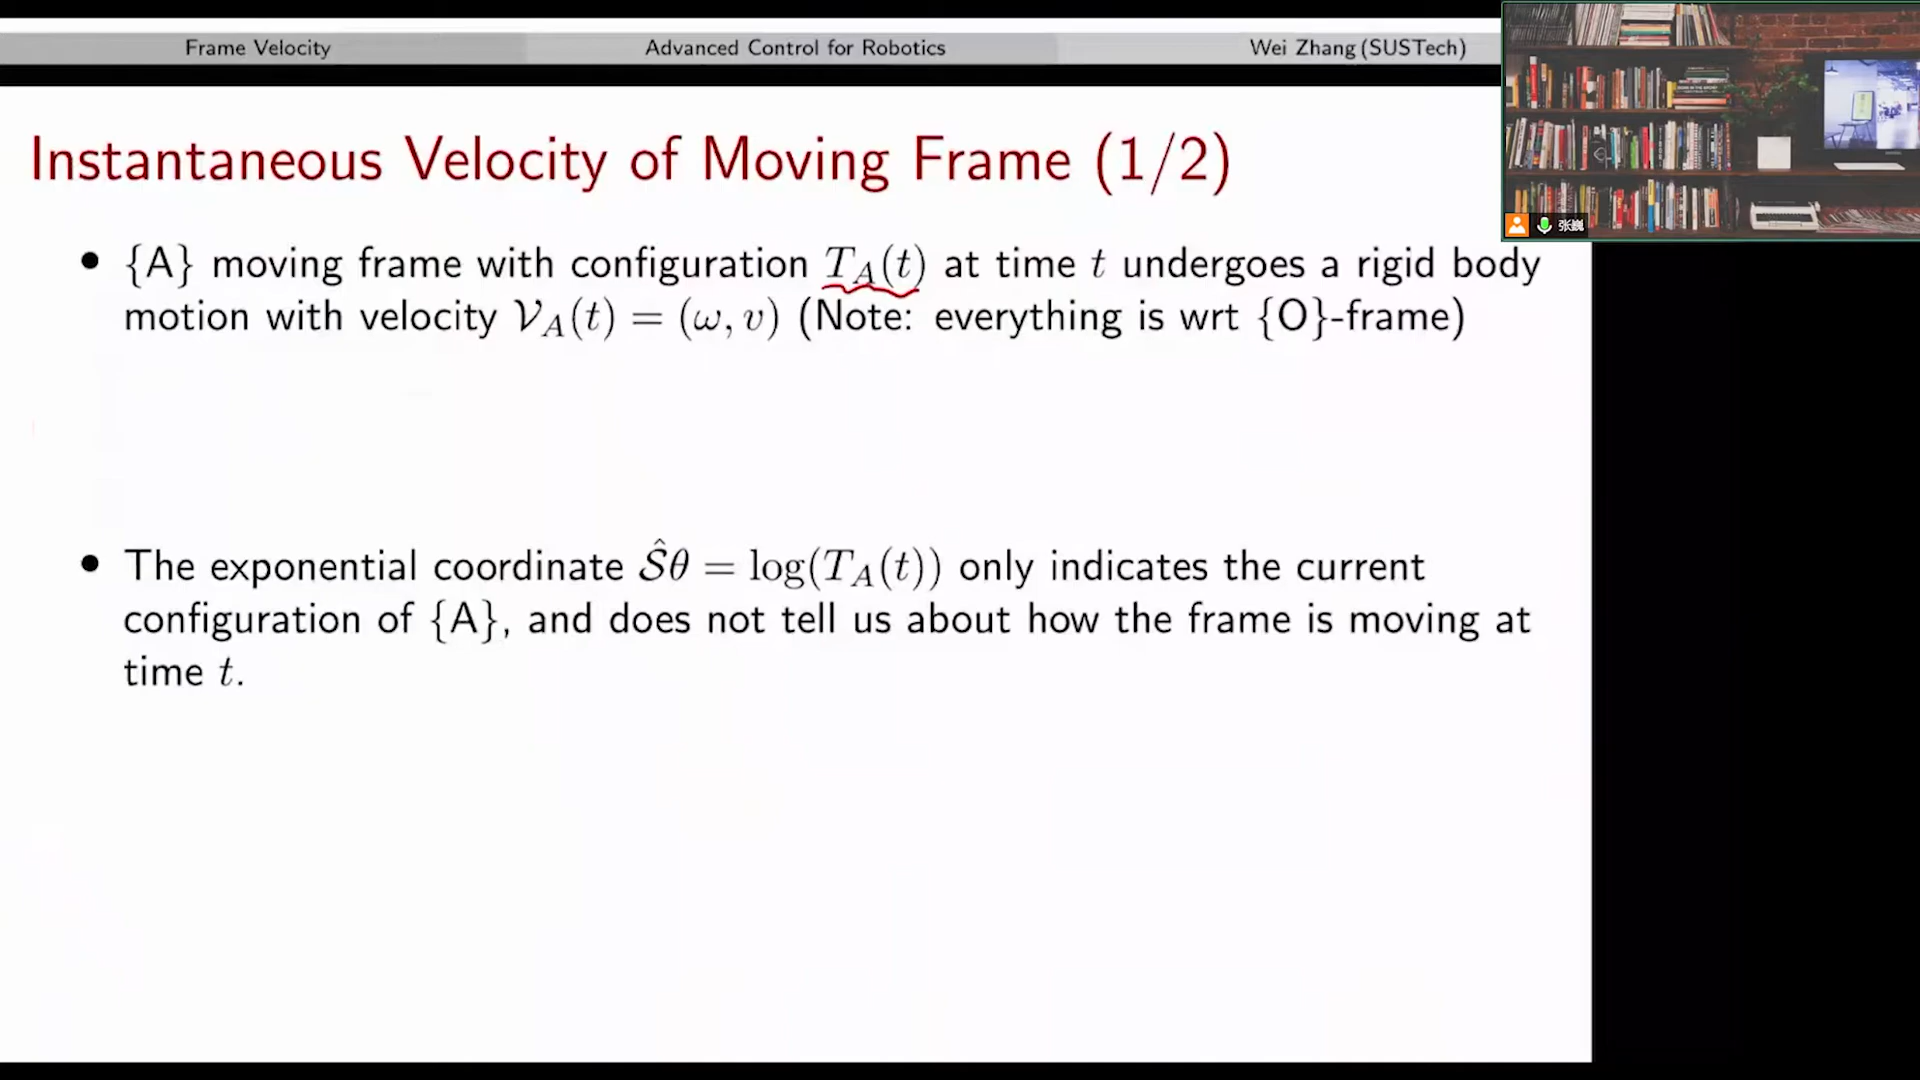 Frame Velocity Advanced Control for Robotics Wei Zhang (SUSTech)
Instantaneous Velocity of Moving Frame (1/2)
• {A} moving frame with configuration T_A(t) at time t undergoes a rigid body
motion with velocity 𝒱_A(t) = (ω, v) (Note: everything is wrt {O}-frame)
• The exponential coordinate 𝒮̂θ = log(T_A(t)) only indicates the current
configuration of {A}, and does not tell us about how the frame is moving at
time t.
张巍